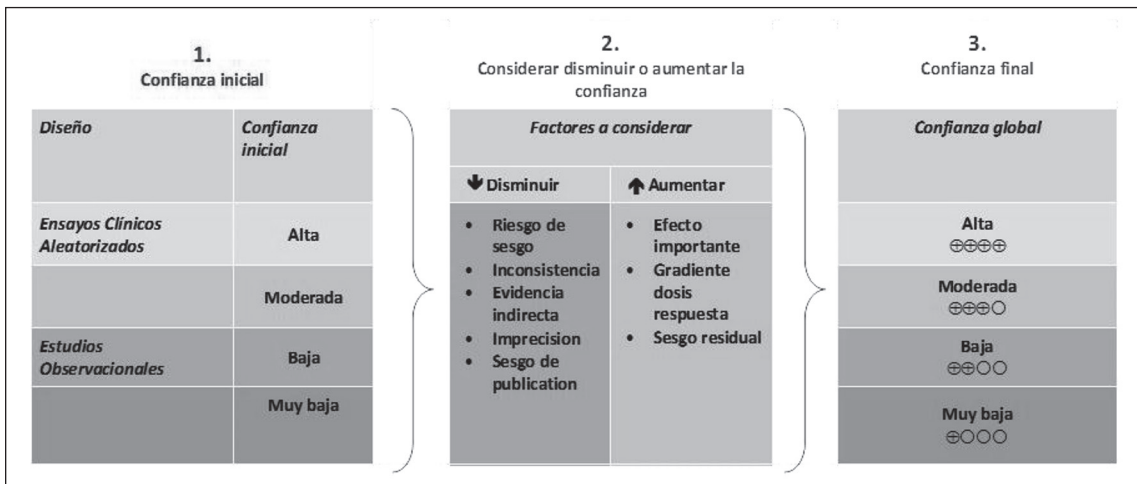 1.
Confianza inicial
2.
Considerar disminuir o aumentar la
confianza
3.
Confianza final
Diseño
Confianza
inicial
Ensayos Clínicos
Aleatorizados
Alta
Moderada
Estudios
Observacionales
Baja
Muy baja
Factores a considerar
Disminuir
Aumentar
• Riesgo de
sesgo
• Inconsistencia
• Evidencia
indirecta
• Imprecision
• Sesgo de
publication
• Efecto
importante
• Gradiente
dosis
respuesta
• Sesgo residual
Confianza global
Alta
⊕⊕⊕⊕
Moderada
⊕⊕⊕○
Baja
⊕⊕○○
Muy baja
⊕○○○